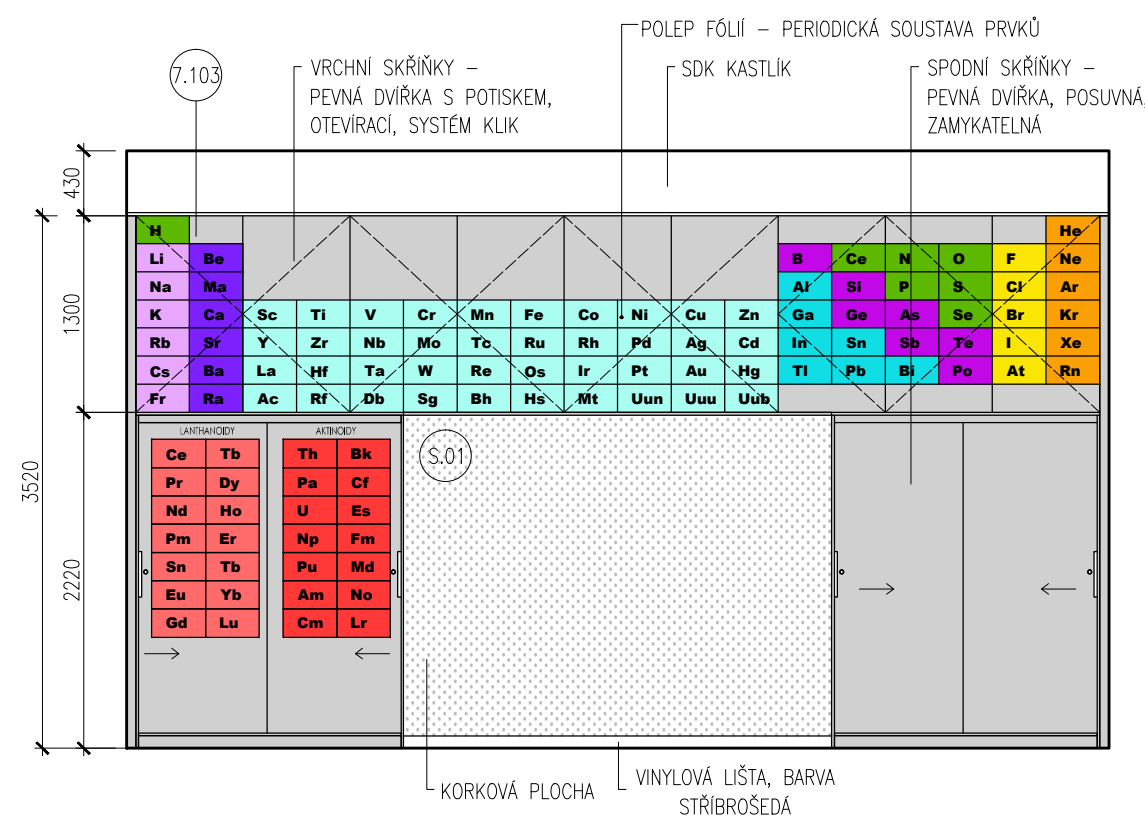 POLEP FÓLIÍ – PERIODICKÁ SOUSTAVA PRVKŮ
7.103
VRCHNÍ SKŘÍŇKY –
PEVNÁ DVÍŘKA S POTISKEM,
OTEVÍRACÍ, SYSTÉM KLIK
SDK KASTLÍK
SPODNÍ SKŘÍŇKY –
PEVNÁ DVÍŘKA, POSUVNÁ,
ZAMYKATELNÁ
430
1300
3520
2220
H He
Li Be B Ce N O F Ne
Na Ma Al Si P S Cl Ar
K Ca Sc Ti V Cr Mn Fe Co Ni Cu Zn Ga Ge As Se Br Kr
Rb Sr Y Zr Nb Mo Tc Ru Rh Pd Ag Cd In Sn Sb Te I Xe
Cs Ba La Hf Ta W Re Os Ir Pt Au Hg Tl Pb Bi Po At Rn
Fr Ra Ac Rf Db Sg Bh Hs Mt Uun Uuu Uub
LANTHANOIDY AKTINOIDY
Ce Tb Th Bk
Pr Dy Pa Cf
Nd Ho U Es
Pm Er Np Fm
Sn Tb Pu Md
Eu Yb Am No
Gd Lu Cm Lr
S.01
KORKOVÁ PLOCHA
VINYLOVÁ LIŠTA, BARVA
STŘÍBROŠEDÁ